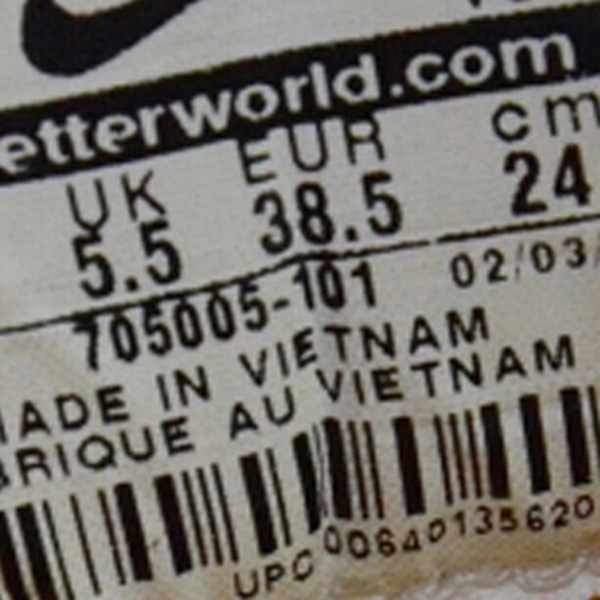 etterworld.com
UK EUR cm
5.5 38.5 24
705005-101 02/03/
MADE IN VIETNAM
BRIQUE AU VIETNAM
UPC 00640135620